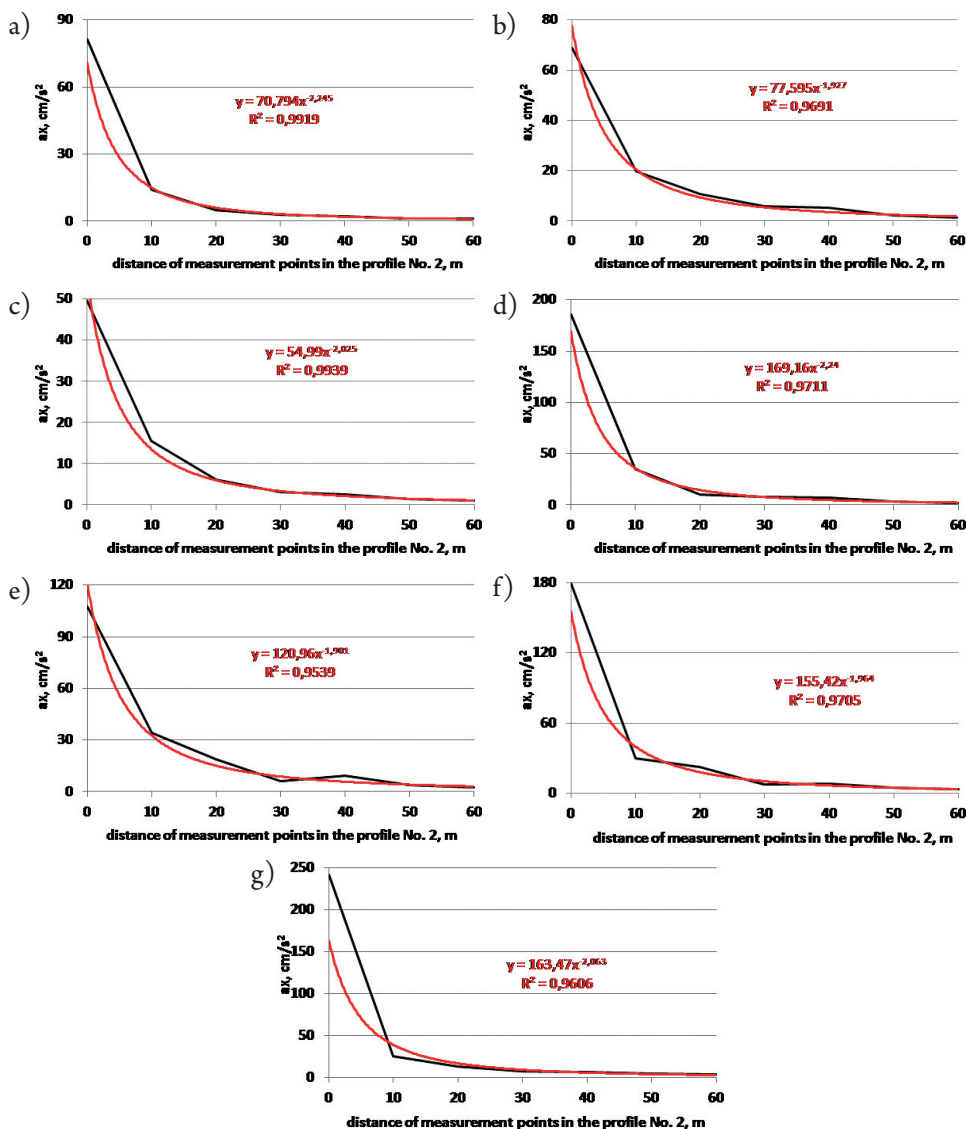 a)
90
60
30
0
ax, cm/s²
y = 70,794x^-2,245
R² = 0,9919
0 10 20 30 40 50 60
distance of measurement points in the profile No. 2, m
b)
80
60
40
20
0
ax, cm/s²
y = 77,595x^-1,927
R² = 0,9691
0 10 20 30 40 50 60
distance of measurement points in the profile No. 2, m
c)
50
40
30
20
10
0
ax, cm/s²
y = 54,99x^-2,025
R² = 0,9939
0 10 20 30 40 50 60
distance of measurement points in the profile No. 2, m
d)
200
150
100
50
0
ax, cm/s²
y = 169,16x^-2,24
R² = 0,9711
0 10 20 30 40 50 60
distance of measurement points in the profile No. 2, m
e)
120
90
60
30
0
ax, cm/s²
y = 120,96x^-1,901
R² = 0,9539
0 10 20 30 40 50 60
distance of measurement points in the profile No. 2, m
f)
180
120
60
0
ax, cm/s²
y = 155,42x^-1,964
R² = 0,9705
0 10 20 30 40 50 60
distance of measurement points in the profile No. 2, m
g)
250
200
150
100
50
0
ax, cm/s²
y = 163,47x^-2,063
R² = 0,9606
0 10 20 30 40 50 60
distance of measurement points in the profile No. 2, m